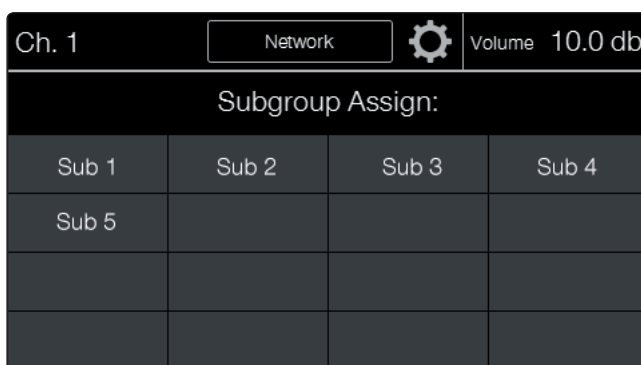 Ch. 1 Network Volume 10.0 db
Subgroup Assign:
Sub 1 Sub 2 Sub 3 Sub 4
Sub 5